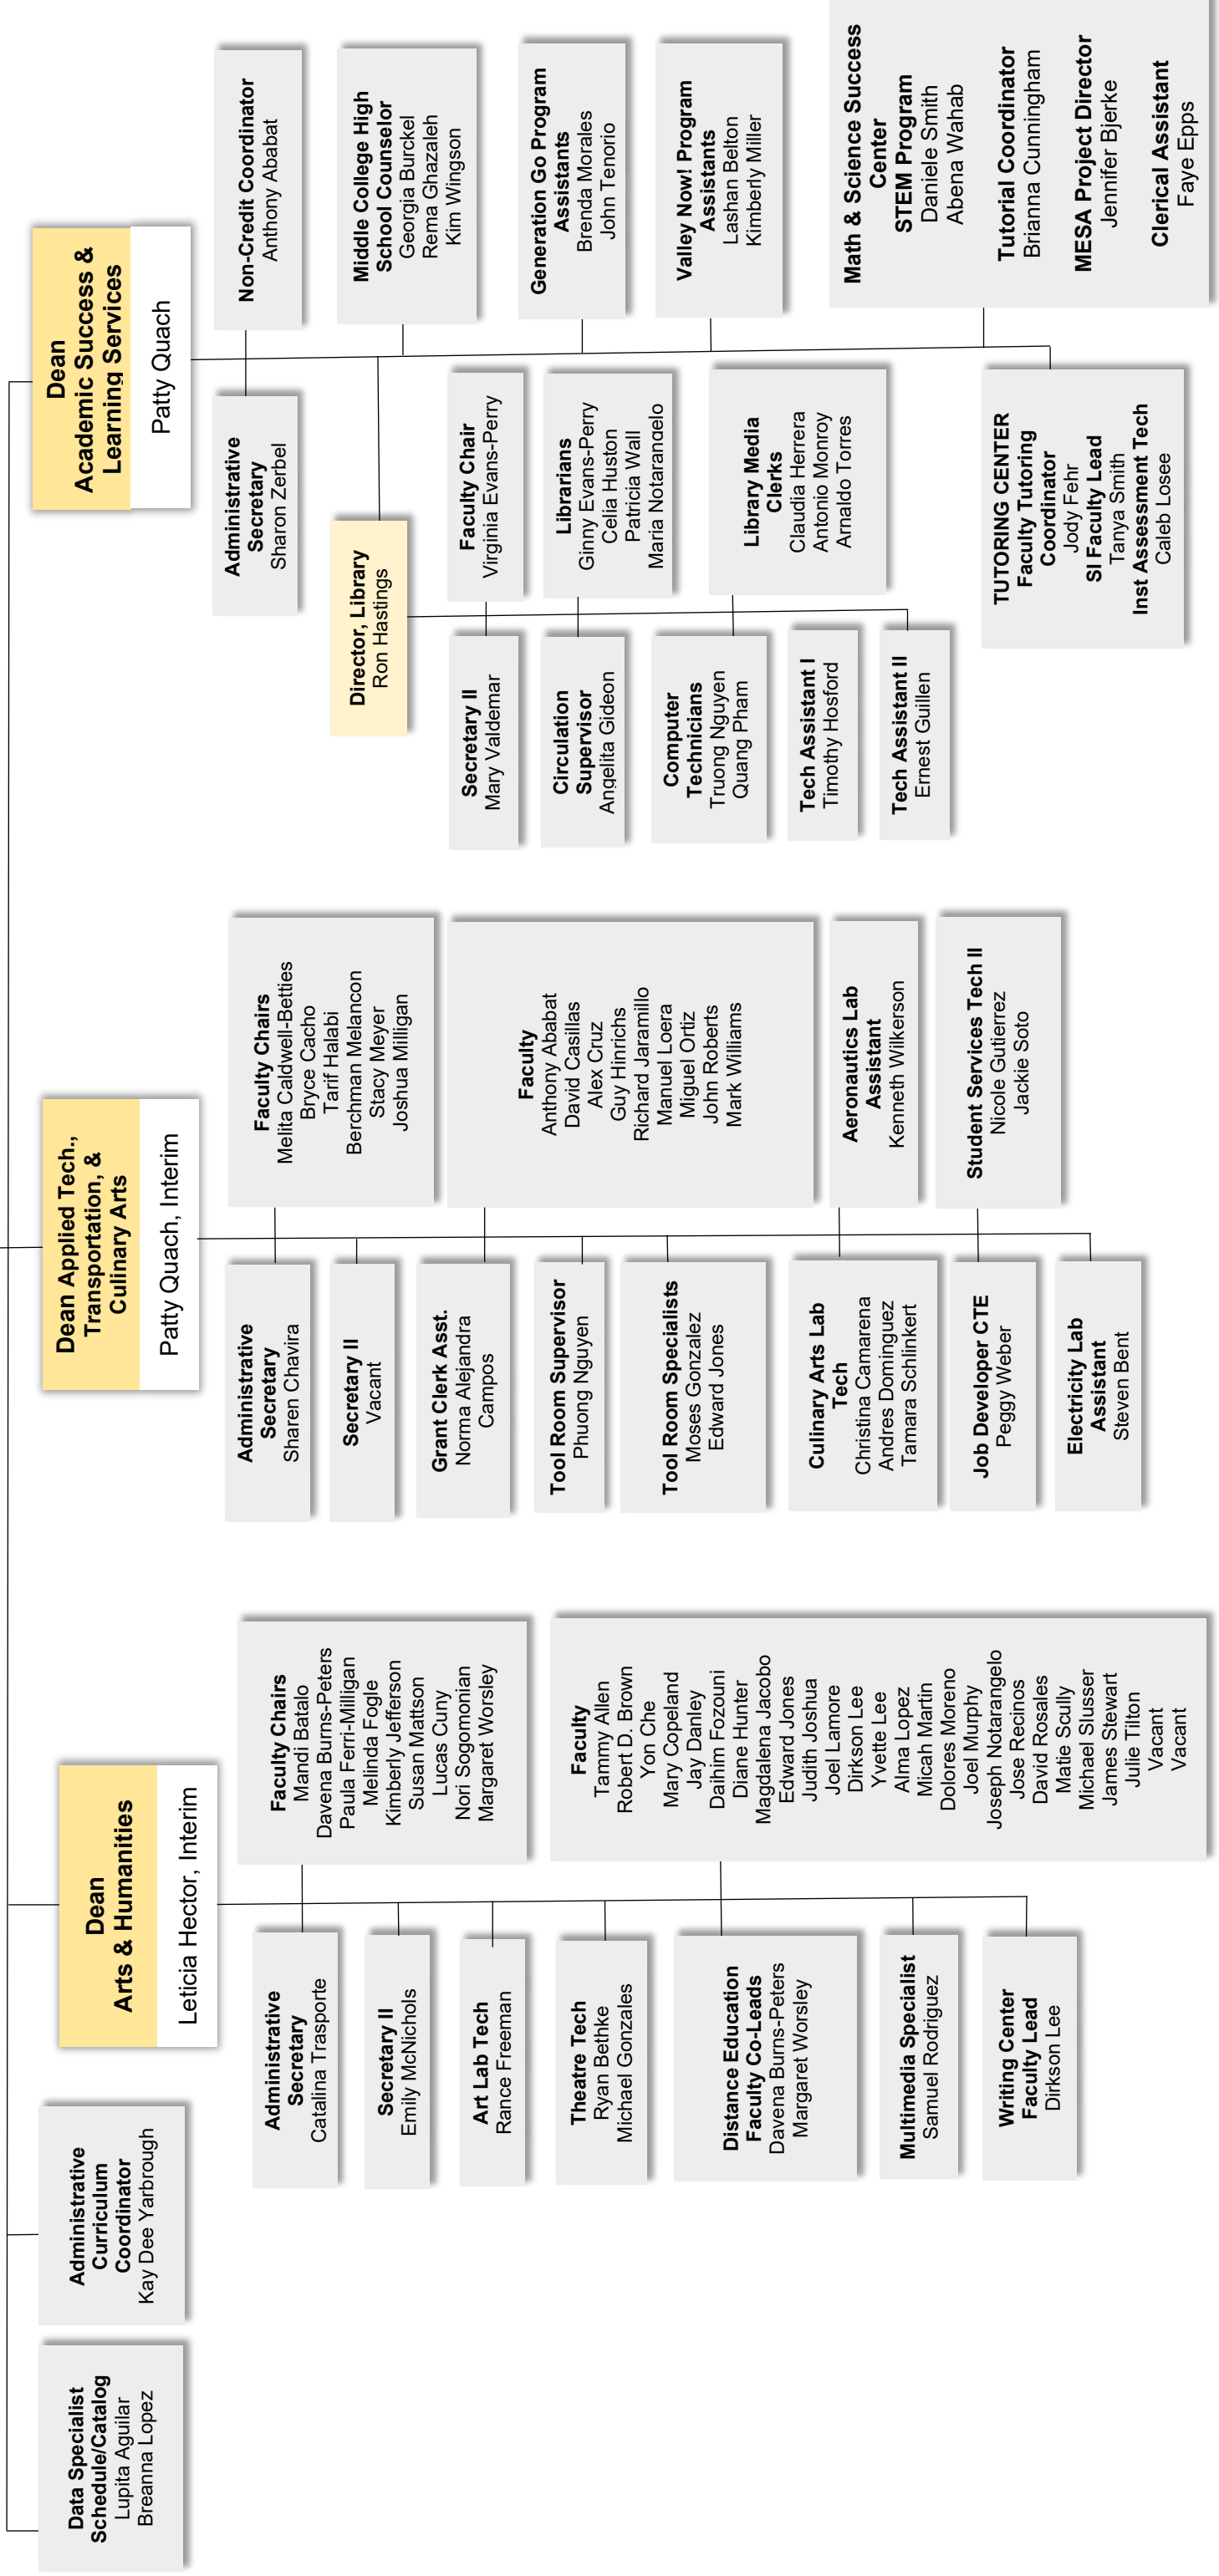 Data Specialist
Schedule/Catalog
Lupita Aguilar
Breanna Lopez
Administrative
Curriculum
Coordinator
Kay Dee Yarbrough
Dean
Arts & Humanities
Leticia Hector, Interim
Administrative
Secretary
Catalina Trasporte
Secretary II
Emily McNichols
Art Lab Tech
Rance Freeman
Theatre Tech
Ryan Bethke
Michael Gonzales
Distance Education
Faculty Co-Leads
Davena Burns-Peters
Margaret Worsley
Multimedia Specialist
Samuel Rodriguez
Writing Center
Faculty Lead
Dirkson Lee
Faculty Chairs
Mandi Batalo
Davena Burns-Peters
Paula Ferri-Milligan
Melinda Fogle
Kimberly Jefferson
Susan Mattson
Lucas Cuny
Nori Sogomonian
Margaret Worsley
Faculty
Tammy Allen
Robert D. Brown
Yon Che
Mary Copeland
Jay Danley
Daihim Fozouni
Diane Hunter
Magdalena Jacobo
Edward Jones
Judith Joshua
Joel Lamore
Dirkson Lee
Yvette Lee
Alma Lopez
Micah Martin
Dolores Moreno
Joel Murphy
Joseph Notarangelo
Jose Recinos
David Rosales
Matie Scully
Michael Slusser
James Stewart
Julie Tilton
Vacant
Vacant
Dean Applied Tech.,
Transportation, &
Culinary Arts
Patty Quach, Interim
Administrative
Secretary
Sharen Chavira
Secretary II
Vacant
Grant Clerk Asst.
Norma Alejandra
Campos
Tool Room Supervisor
Phuong Nguyen
Tool Room Specialists
Moses Gonzalez
Edward Jones
Culinary Arts Lab
Tech
Christina Camarena
Andres Dominguez
Tamara Schlinkert
Job Developer CTE
Peggy Weber
Electricity Lab
Assistant
Steven Bent
Faculty Chairs
Melita Caldwell-Betties
Bryce Cacho
Tarif Halabi
Berchman Melancon
Stacy Meyer
Joshua Milligan
Faculty
Anthony Ababat
David Casillas
Alex Cruz
Guy Hinrichs
Richard Jaramillo
Manuel Loera
Miguel Ortiz
John Roberts
Mark Williams
Aeronautics Lab
Assistant
Kenneth Wilkerson
Student Services Tech II
Nicole Gutierrez
Jackie Soto
Dean
Academic Success &
Learning Services
Patty Quach
Administrative
Secretary
Sharon Zerbel
Non-Credit Coordinator
Anthony Ababat
Director, Library
Ron Hastings
Secretary II
Mary Valdemar
Circulation
Supervisor
Angelita Gideon
Computer
Technicians
Truong Nguyen
Quang Pham
Tech Assistant I
Timothy Hosford
Tech Assistant II
Ernest Guillen
Faculty Chair
Virginia Evans-Perry
Librarians
Ginny Evans-Perry
Celia Huston
Patricia Wall
Maria Notarangelo
Library Media
Clerks
Claudia Herrera
Antonio Monroy
Arnaldo Torres
TUTORING CENTER
Faculty Tutoring
Coordinator
Jody Fehr
SI Faculty Lead
Tanya Smith
Inst Assessment Tech
Caleb Losee
Middle College High
School Counselor
Georgia Burckel
Rema Ghazaleh
Kim Wingson
Generation Go Program
Assistants
Brenda Morales
John Tenorio
Valley Now! Program
Assistants
Lashan Belton
Kimberly Miller
Math & Science Success
Center
STEM Program
Daniele Smith
Abena Wahab
Tutorial Coordinator
Brianna Cunningham
MESA Project Director
Jennifer Bjerke
Clerical Assistant
Faye Epps